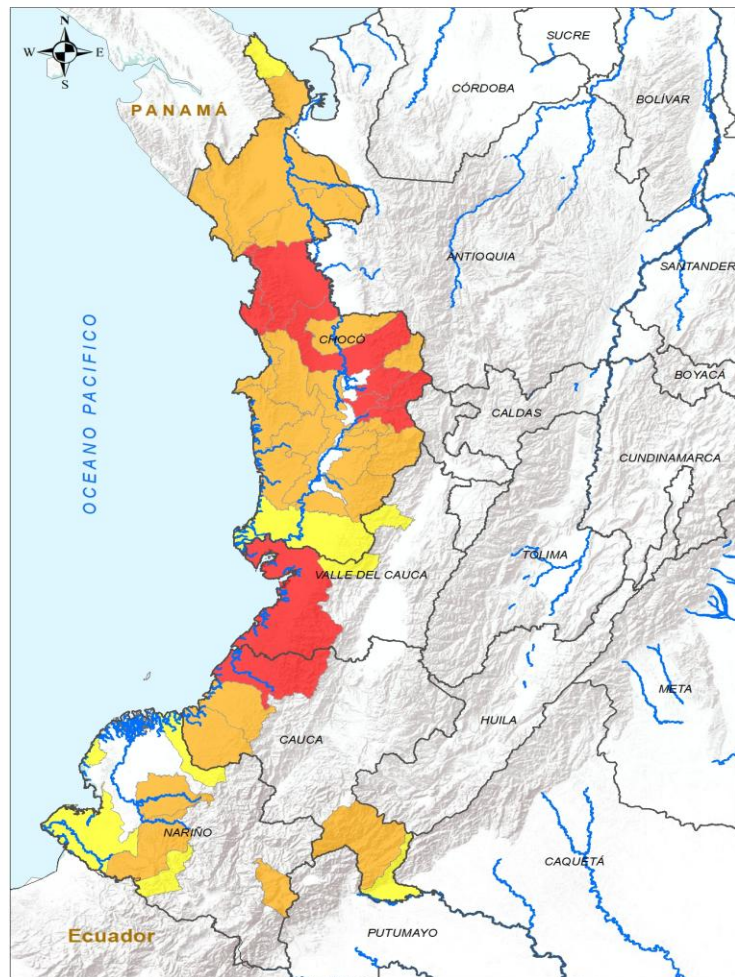 N
W E
S
SUCRE
CÓRDOBA
BOLÍVAR
PANAMÁ
ANTIOQUIA
SANTANDER
CHOCÓ
BOYACÁ
CALDAS
OCEANO PACIFICO
CUNDINAMARCA
TOLIMA
VALLE DEL CAUCA
META
HUILA
CAUCA
NARIÑO
CAQUETÁ
Ecuador
PUTUMAYO